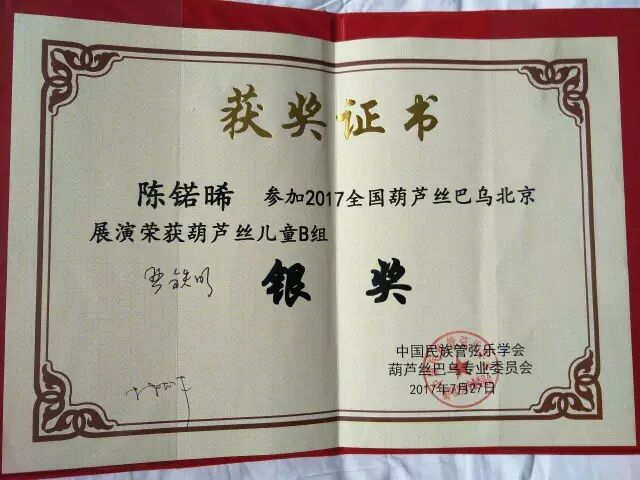 获奖证书
陈锘晞 参加2017全国葫芦丝巴乌北京
展演荣获葫芦丝儿童B组
银奖
中国民族管弦乐学会
葫芦丝巴乌专业委员会
2017年7月27日